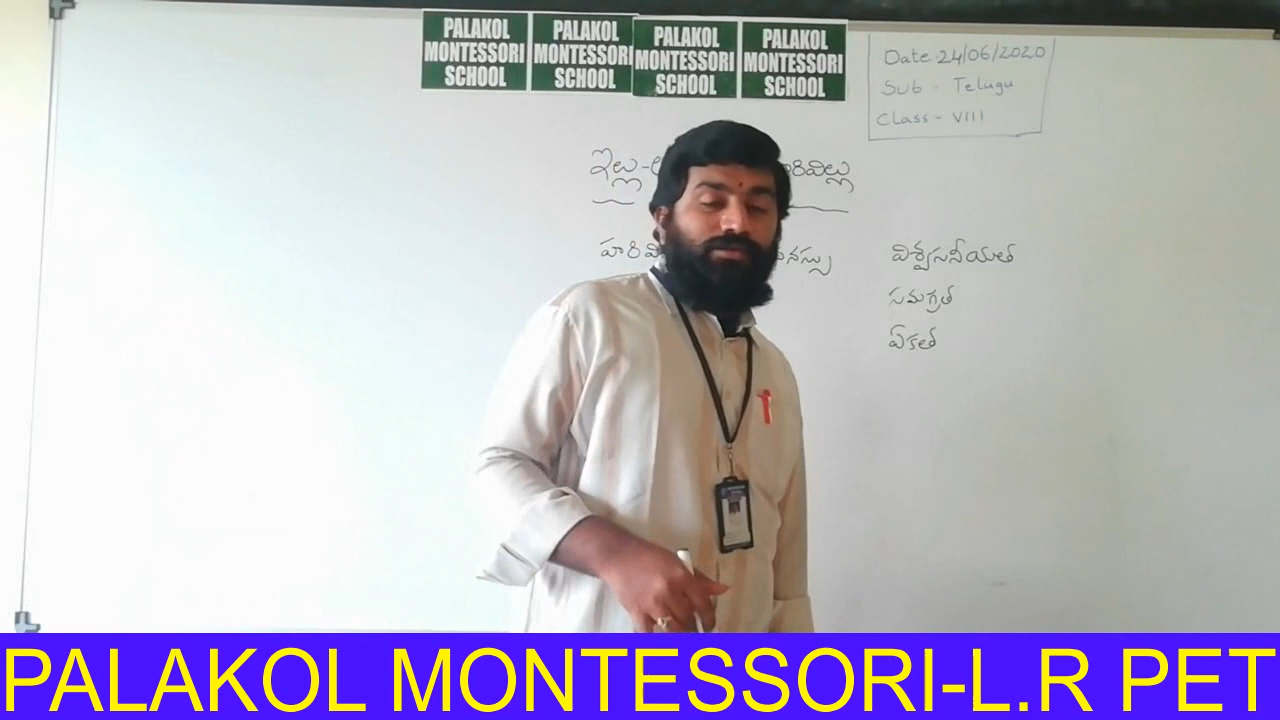 PALAKOL MONTESSORI SCHOOL
PALAKOL MONTESSORI SCHOOL
PALAKOL MONTESSORI SCHOOL
PALAKOL MONTESSORI SCHOOL
Date 24/06/2020
Sub - Telugu
Class - VIII
ఇల్లు -
విశ్వసనీయత
సమగ్రత
ఏకత
PALAKOL MONTESSORI-L.R PET